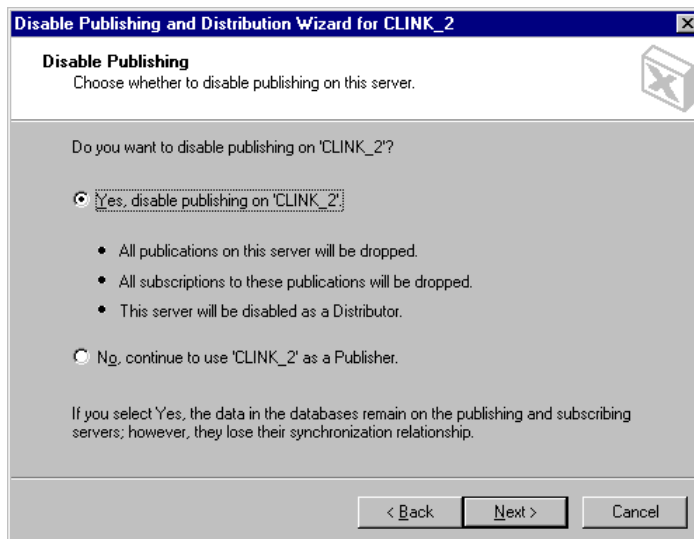 Disable Publishing and Distribution Wizard for CLINK_2
Disable Publishing
Choose whether to disable publishing on this server.
Do you want to disable publishing on 'CLINK_2'?
Yes, disable publishing on 'CLINK_2'.
• All publications on this server will be dropped.
• All subscriptions to these publications will be dropped.
• This server will be disabled as a Distributor.
No, continue to use 'CLINK_2' as a Publisher.
If you select Yes, the data in the databases remain on the publishing and subscribing
servers; however, they lose their synchronization relationship.
< Back
Next >
Cancel